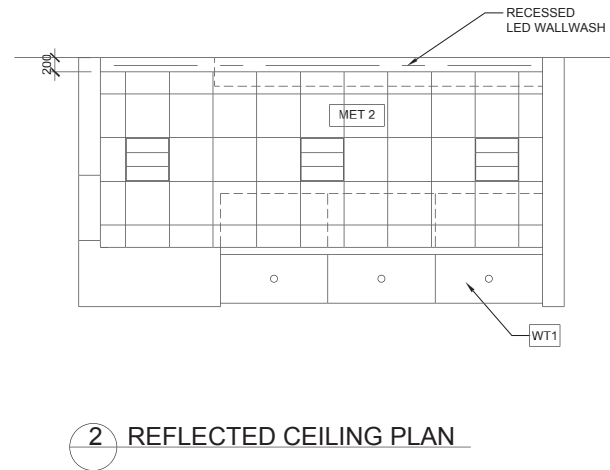 RECESSED
LED WALLWASH
200
MET 2
WT1
2 REFLECTED CEILING PLAN